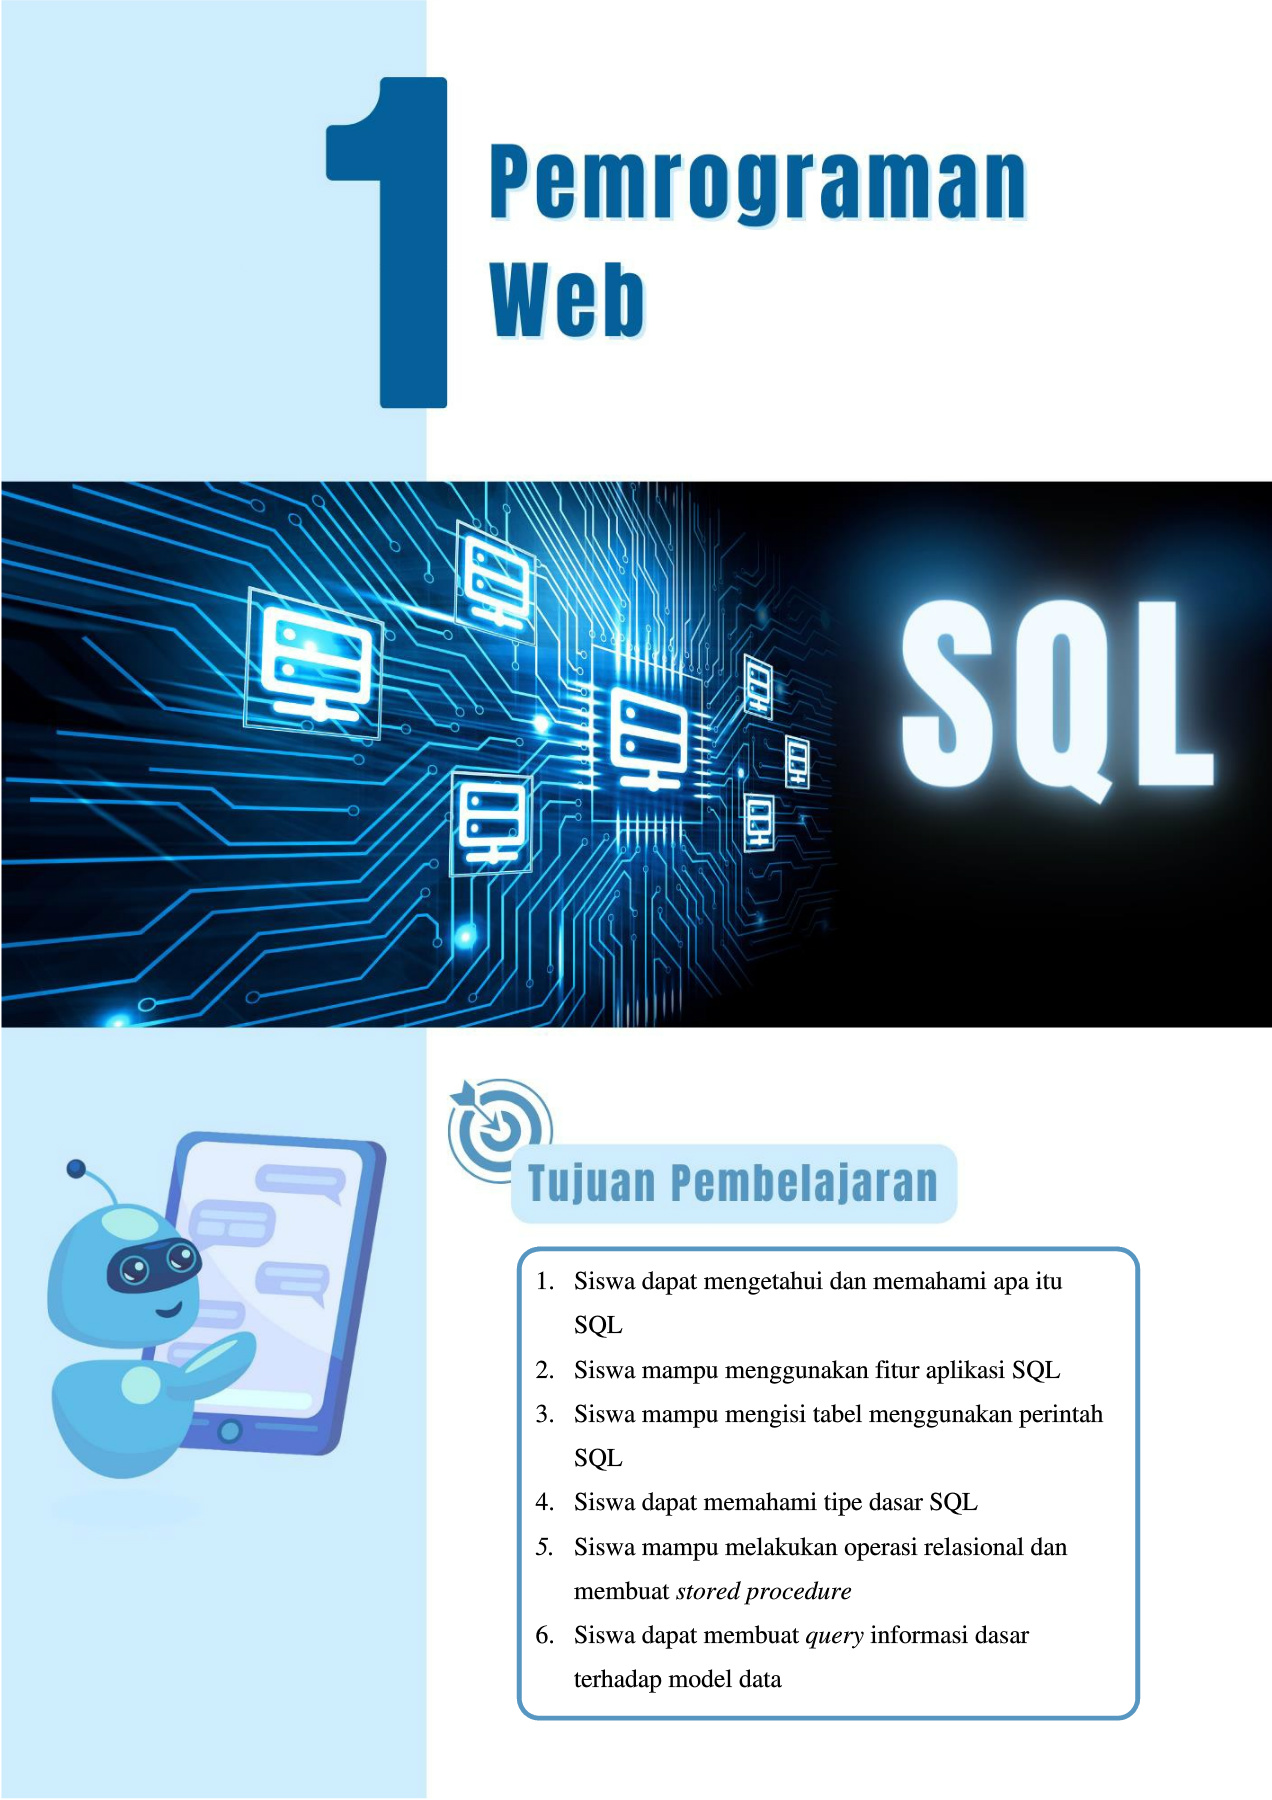 1
Pemrograman
Web
SQL
Tujuan Pembelajaran
1. Siswa dapat mengetahui dan memahami apa itu
SQL
2. Siswa mampu menggunakan fitur aplikasi SQL
3. Siswa mampu mengisi tabel menggunakan perintah
SQL
4. Siswa dapat memahami tipe dasar SQL
5. Siswa mampu melakukan operasi relasional dan
membuat stored procedure
6. Siswa dapat membuat query informasi dasar
terhadap model data